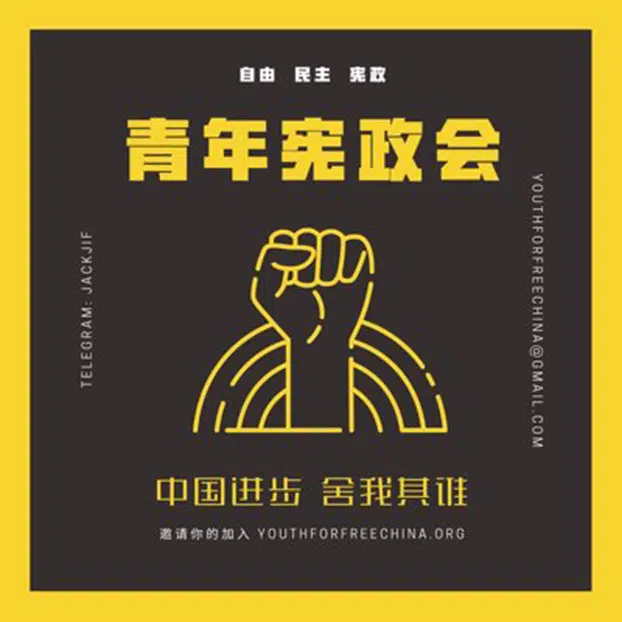 自由 民主 宪政
青年宪政会
TELEGRAM: JACKJIF
YOUTHFORFREECHINA@GMAIL.COM
中国进步 舍我其谁
邀请你的加入 YOUTHFORFREECHINA.ORG